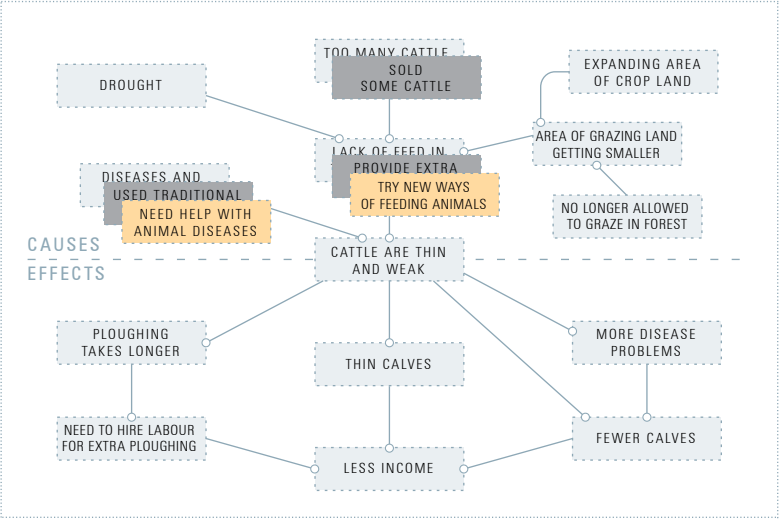 TOO MANY CATTLE
SOLD
SOME CATTLE
EXPANDING AREA
OF CROP LAND
DROUGHT
LACK OF FEED IN
PROVIDE EXTRA
TRY NEW WAYS
OF FEEDING ANIMALS
AREA OF GRAZING LAND
GETTING SMALLER
DISEASES AND
USED TRADITIONAL
NEED HELP WITH
ANIMAL DISEASES
NO LONGER ALLOWED
TO GRAZE IN FOREST
CAUSES
EFFECTS
CATTLE ARE THIN
AND WEAK
PLOUGHING
TAKES LONGER
THIN CALVES
MORE DISEASE
PROBLEMS
NEED TO HIRE LABOUR
FOR EXTRA PLOUGHING
LESS INCOME
FEWER CALVES